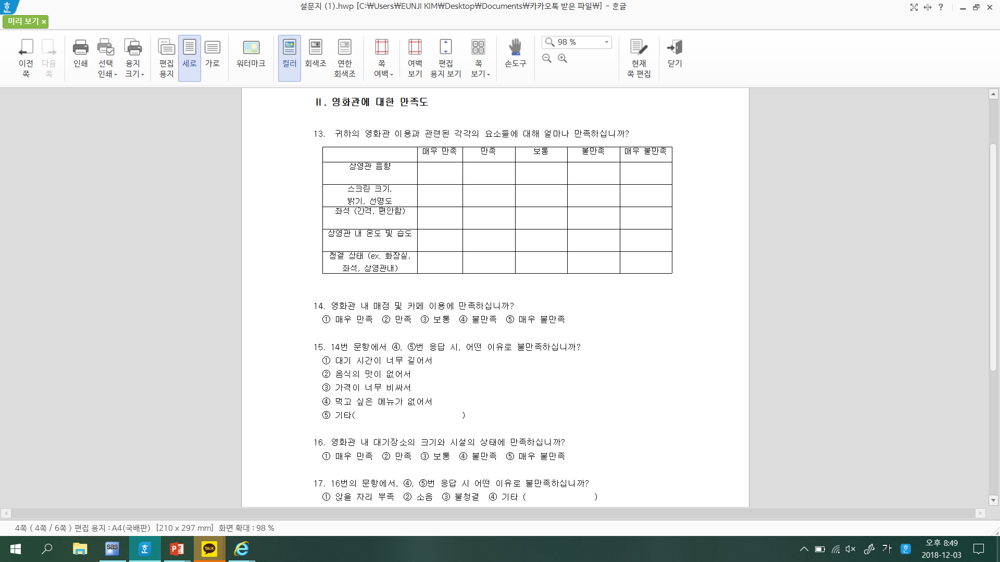 설문지 (1).hwp [C:₩Users₩EUNJI KIM₩Desktop₩Documents₩카카오톡 받은 파일₩] - 훈글
미리 보기 ×
이전 쪽 다음 쪽 인쇄 선택 인쇄 용지 크기 편집 용지 세로 가로 워터마크 컬러 회색조 연한 회색조 쪽 여백 여백 보기 편집 용지 보기 쪽 보기 손도구 98 % 현재 쪽 편집 닫기
Ⅱ. 영화관에 대한 만족도
13. 귀하의 영화관 이용과 관련된 각각의 요소들에 대해 얼마나 만족하십니까?
매우 만족 만족 보통 불만족 매우 불만족
상영관 음향
스크린 크기,
밝기, 선명도
좌석 (간격, 편안함)
상영관 내 온도 및 습도
청결 상태 (ex. 화장실,
좌석, 상영관내)
14. 영화관 내 매점 및 카페 이용에 만족하십니까?
① 매우 만족 ② 만족 ③ 보통 ④ 불만족 ⑤ 매우 불만족
15. 14번 문항에서 ④, ⑤번 응답 시, 어떤 이유로 불만족하십니까?
① 대기 시간이 너무 길어서
② 음식의 맛이 없어서
③ 가격이 너무 비싸서
④ 먹고 싶은 메뉴가 없어서
⑤ 기타( )
16. 영화관 내 대기장소의 크기와 시설의 상태에 만족하십니까?
① 매우 만족 ② 만족 ③ 보통 ④ 불만족 ⑤ 매우 불만족
17. 16번의 문항에서, ④, ⑤번 응답 시 어떤 이유로 불만족하십니까?
① 앉을 자리 부족 ② 소음 ③ 불청결 ④ 기타 ( )
4쪽 ( 4쪽 / 6쪽 ) 편집 용지 : A4(국배판) [210 x 297 mm] 화면 확대 : 98 %
sas 호 P TALK e 가 호 오후 8:49
2018-12-03